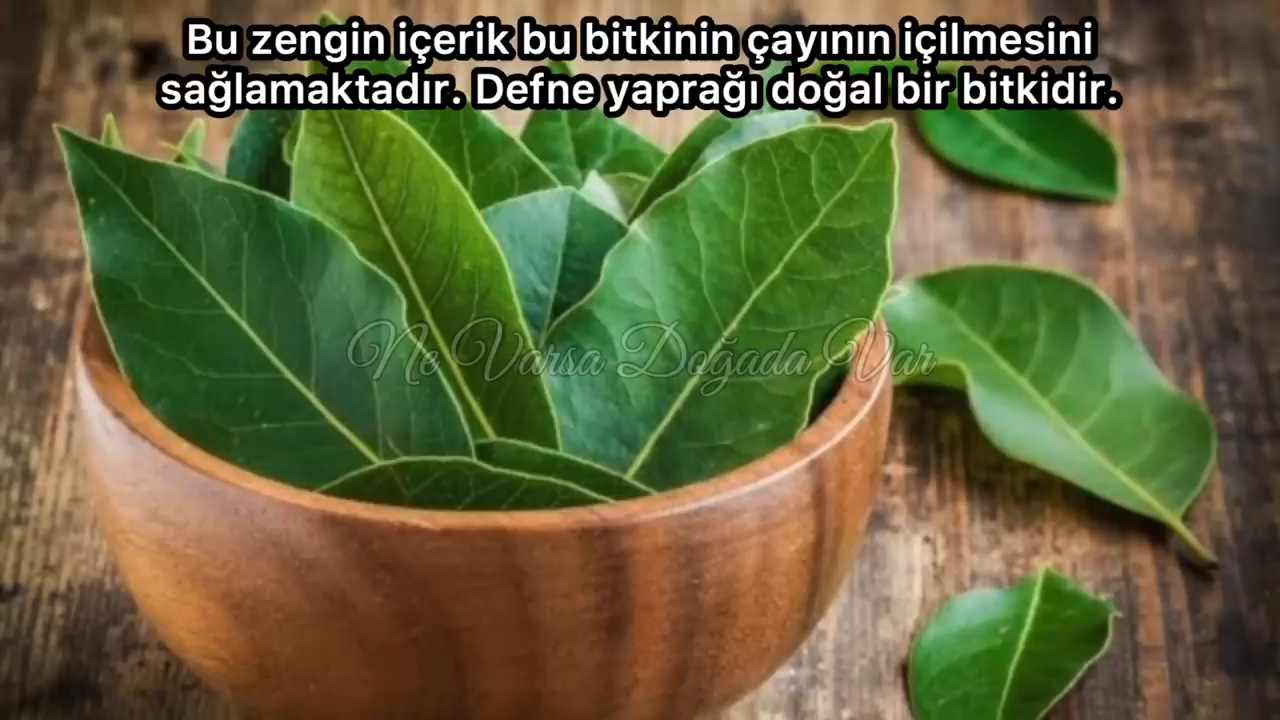 Bu zengin içerik bu bitkinin çayının içilmesini
sağlamaktadır. Defne yaprağı doğal bir bitkidir.
Ne Varsa Doğada Var